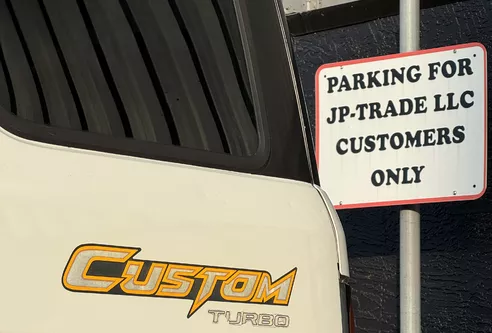 PARKING FOR
JP-TRADE LLC
CUSTOMERS
ONLY
CUSTOM
TURBO